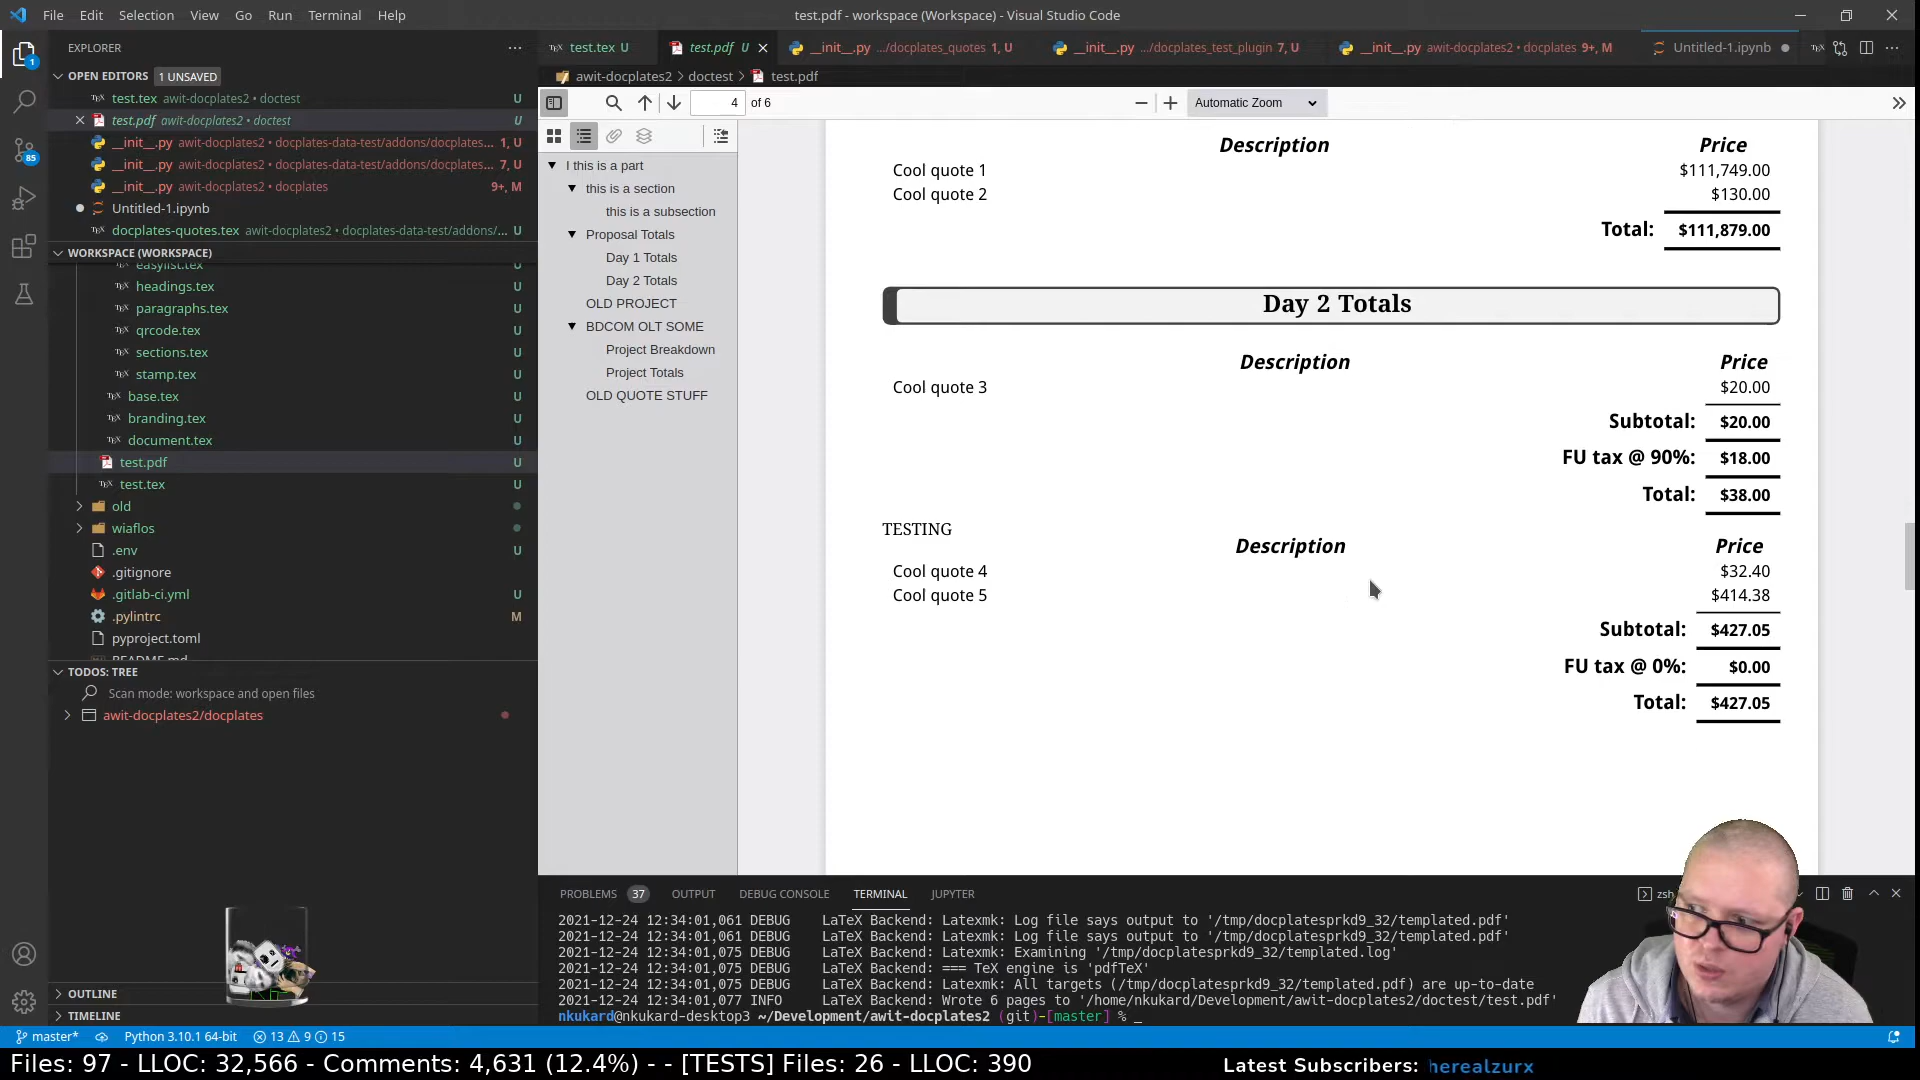 File Edit Selection View Go Run Terminal Help
test.pdf - workspace (Workspace) - Visual Studio Code
EXPLORER
OPEN EDITORS 1 UNSAVED
test.tex awit-docplates2 • doctest U
test.pdf awit-docplates2 • doctest U
__init__.py awit-docplates2 • docplates-data-test/addons/docplates... 1, U
__init__.py awit-docplates2 • docplates-data-test/addons/docplates... 7, U
__init__.py awit-docplates2 • docplates 9+, M
Untitled-1.ipynb
docplates-quotes.tex awit-docplates2 • docplates-data-test/addons/... U
WORKSPACE (WORKSPACE)
easylist.tex U
headings.tex U
paragraphs.tex U
qrcode.tex U
sections.tex U
stamp.tex U
base.tex U
branding.tex U
document.tex U
test.pdf U
test.tex U
old
wiaflos
.env U
.gitignore
.gitlab-ci.yml U
.pylintrc M
pyproject.toml
README.md
TODOS: TREE
Scan mode: workspace and open files
awit-docplates2/docplates
OUTLINE
TIMELINE
test.tex U
test.pdf U
__init__.py .../docplates_quotes 1, U
__init__.py .../docplates_test_plugin 7, U
__init__.py awit-docplates2 • docplates 9+, M
Untitled-1.ipynb
awit-docplates2 > doctest > test.pdf
4 of 6
Automatic Zoom
I this is a part
this is a section
this is a subsection
Proposal Totals
Day 1 Totals
Day 2 Totals
OLD PROJECT
BDCOM OLT SOME
Project Breakdown
Project Totals
OLD QUOTE STUFF
Description Price
Cool quote 1 $111,749.00
Cool quote 2 $130.00
Total: $111,879.00
Day 2 Totals
Description Price
Cool quote 3 $20.00
Subtotal: $20.00
FU tax @ 90%: $18.00
Total: $38.00
TESTING
Description Price
Cool quote 4 $32.40
Cool quote 5 $414.38
Subtotal: $427.05
FU tax @ 0%: $0.00
Total: $427.05
PROBLEMS 37 OUTPUT DEBUG CONSOLE TERMINAL JUPYTER
zsh
2021-12-24 12:34:01,061 DEBUG LaTeX Backend: Latexmk: Log file says output to '/tmp/docplatesprkd9_32/templated.pdf'
2021-12-24 12:34:01,061 DEBUG LaTeX Backend: Latexmk: Log file says output to '/tmp/docplatesprkd9_32/templated.pdf'
2021-12-24 12:34:01,075 DEBUG LaTeX Backend: Latexmk: Examining '/tmp/docplatesprkd9_32/templated.log'
2021-12-24 12:34:01,075 DEBUG LaTeX Backend: === TeX engine is 'pdfTeX'
2021-12-24 12:34:01,075 DEBUG LaTeX Backend: Latexmk: All targets (/tmp/docplatesprkd9_32/templated.pdf) are up-to-date
2021-12-24 12:34:01,077 INFO LaTeX Backend: Wrote 6 pages to '/home/nkukard/Development/awit-docplates2/doctest/test.pdf'
nkukard@nkukard-desktop3 ~/Development/awit-docplates2 (git)-[master] % _
1
85
master* Python 3.10.1 64-bit 13 9 15
Files: 97 - LLOC: 32,566 - Comments: 4,631 (12.4%) - - [TESTS] Files: 26 - LLOC: 390
Latest Subscribers: herealzurx